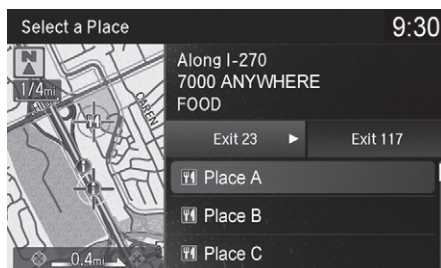 Select a Place
9:30
N
1/4mi
CAREN
0.4mi
Along I-270
7000 ANYWHERE
FOOD
Exit 23
Exit 117
Place A
Place B
Place C